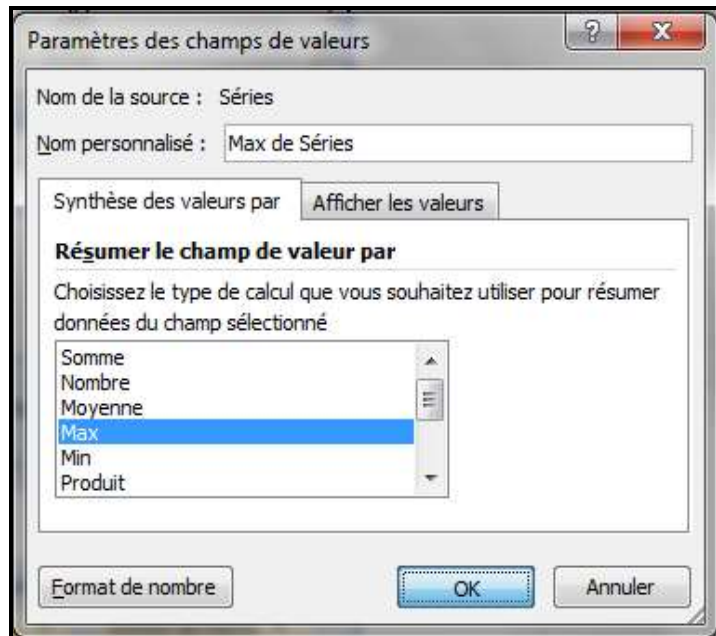 Paramètres des champs de valeurs
Nom de la source : Séries
Nom personnalisé : Max de Séries
Synthèse des valeurs par Afficher les valeurs
Résumer le champ de valeur par
Choisissez le type de calcul que vous souhaitez utiliser pour résumer
données du champ sélectionné
Somme
Nombre
Moyenne
Max
Min
Produit
Format de nombre OK Annuler